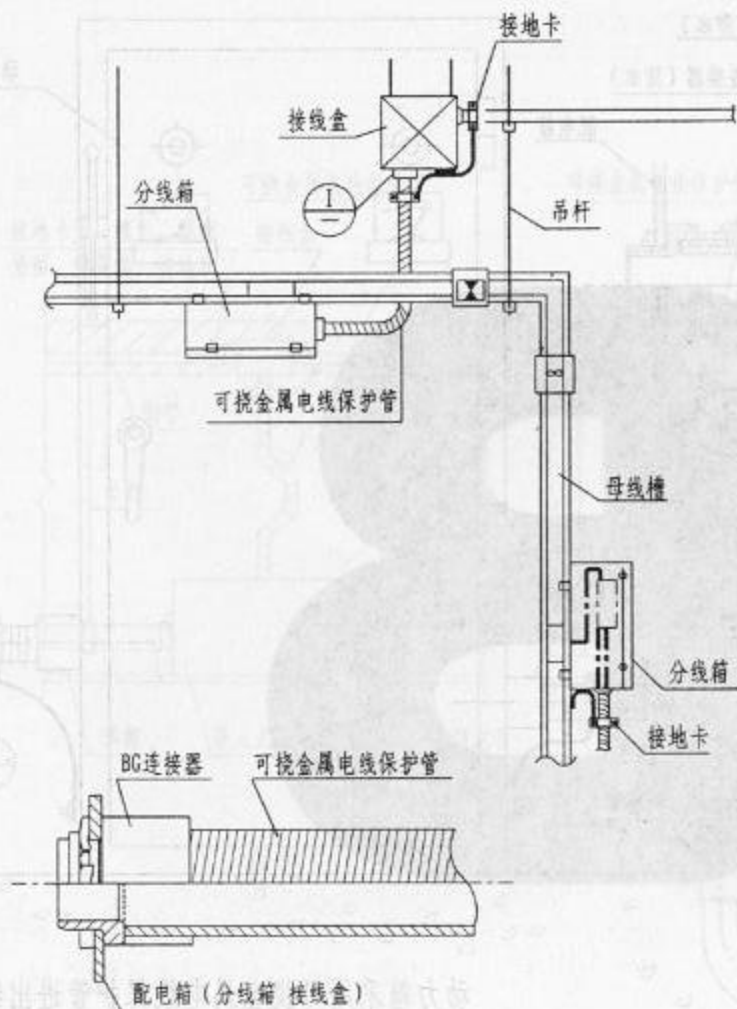 接地卡
接线盒
I
分线箱
吊杆
可挠金属电线保护管
母线槽
分线箱
接地卡
BG连接器
可挠金属电线保护管
配电箱（分线箱 接线盒）